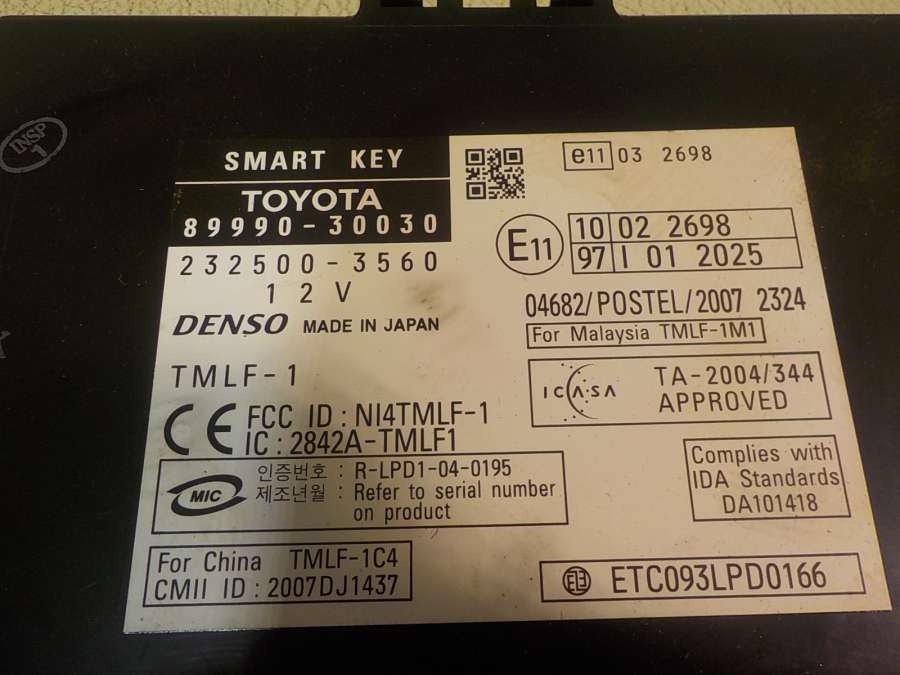 INSP
1
SMART KEY
TOYOTA
89990-30030
232500-3560
12V
DENSO MADE IN JAPAN
TMLF-1
CE FCC ID : NI4TMLF-1
IC : 2842A-TMLF1
MIC
인증번호 : R-LPD1-04-0195
제조년월 : Refer to serial number
on product
For China TMLF-1C4
CMII ID : 2007DJ1437
e11 03 2698
E11
10 02 2698
97 I 01 2025
04682/POSTEL/2007 2324
For Malaysia TMLF-1M1
ICASA
TA-2004/344
APPROVED
Complies with
IDA Standards
DA101418
ETC093LPD0166